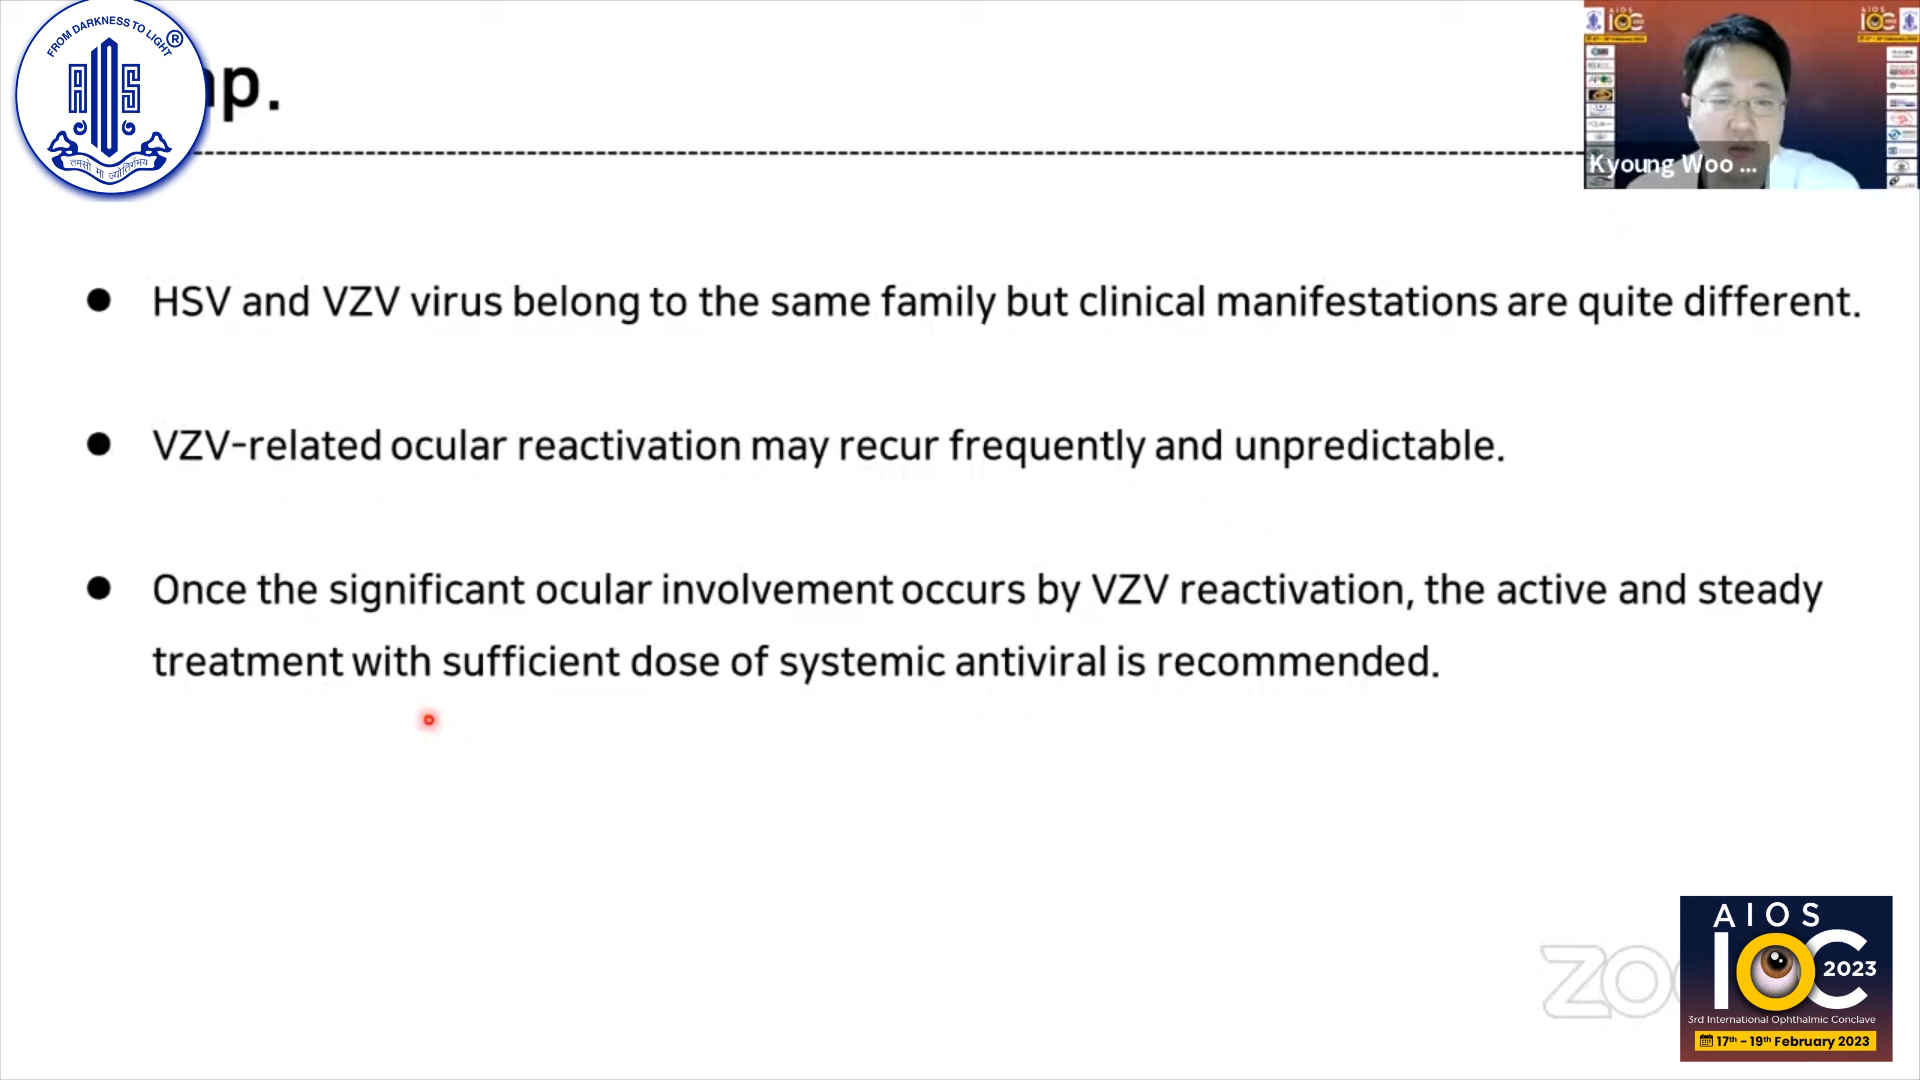 FROM DARKNESS TO LIGHT
®
AIOS
तमसो मा ज्योतिर्गमय
p.
Kyoung Woo ...
● HSV and VZV virus belong to the same family but clinical manifestations are quite different.
● VZV-related ocular reactivation may recur frequently and unpredictable.
● Once the significant ocular involvement occurs by VZV reactivation, the active and steady
treatment with sufficient dose of systemic antiviral is recommended.
AIOS
IOC
2023
3rd International Ophthalmic Conclave
17th - 19th February 2023